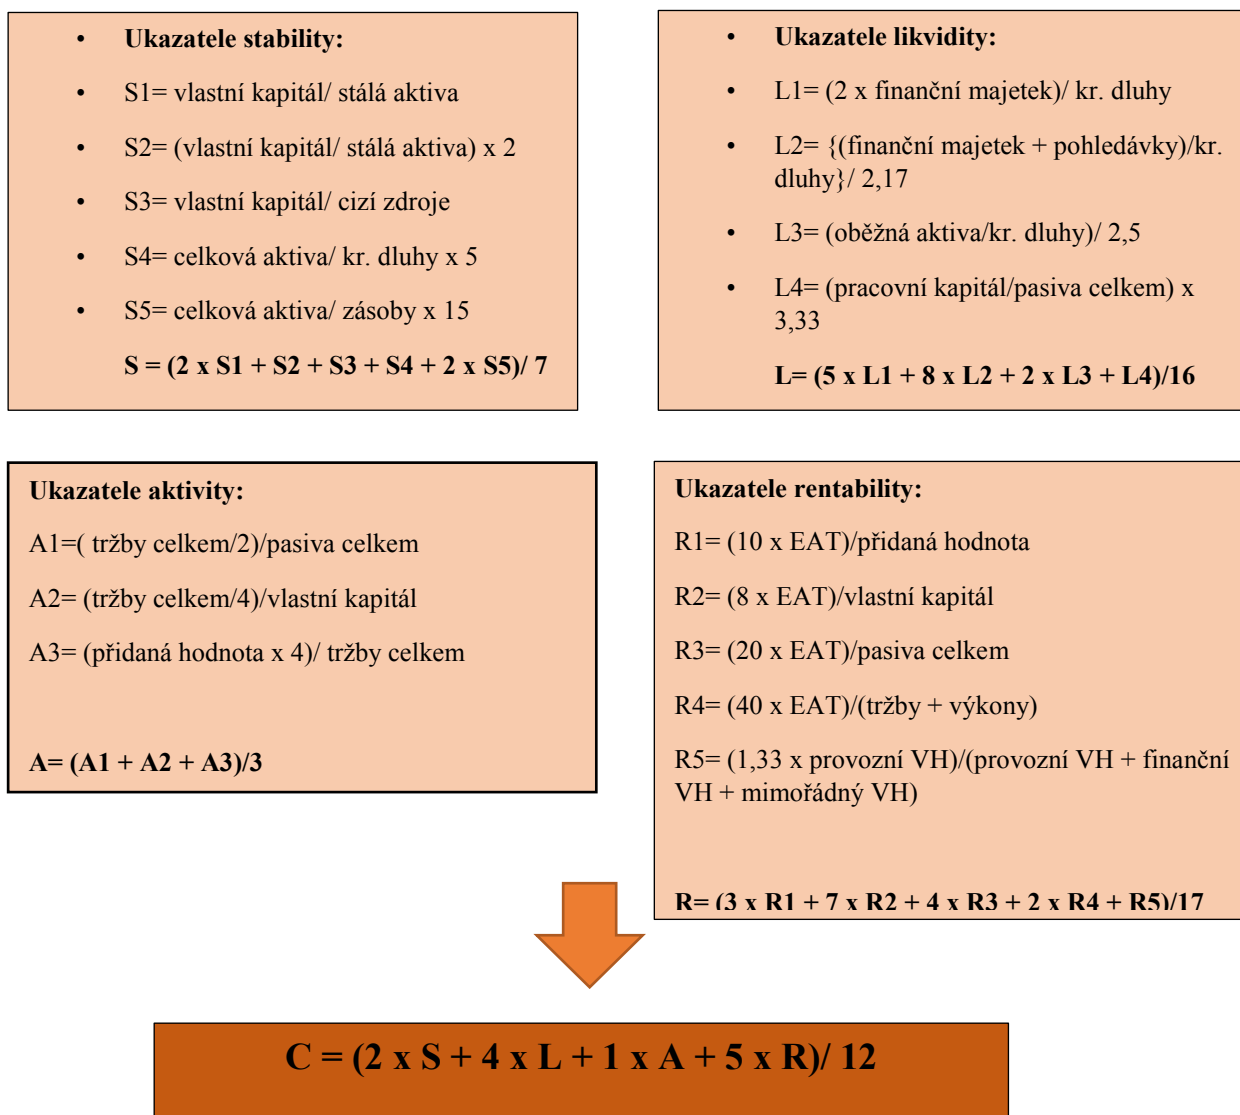 • Ukazatele stability:
• S1= vlastní kapitál/ stálá aktiva
• S2= (vlastní kapitál/ stálá aktiva) x 2
• S3= vlastní kapitál/ cizí zdroje
• S4= celková aktiva/ kr. dluhy x 5
• S5= celková aktiva/ zásoby x 15
S = (2 x S1 + S2 + S3 + S4 + 2 x S5)/ 7
• Ukazatele likvidity:
• L1= (2 x finanční majetek)/ kr. dluhy
• L2= {(finanční majetek + pohledávky)/kr.
dluhy}/ 2,17
• L3= (oběžná aktiva/kr. dluhy)/ 2,5
• L4= (pracovní kapitál/pasiva celkem) x
3,33
L= (5 x L1 + 8 x L2 + 2 x L3 + L4)/16
Ukazatele aktivity:
A1=( tržby celkem/2)/pasiva celkem
A2= (tržby celkem/4)/vlastní kapitál
A3= (přidaná hodnota x 4)/ tržby celkem
A= (A1 + A2 + A3)/3
Ukazatele rentability:
R1= (10 x EAT)/přidaná hodnota
R2= (8 x EAT)/vlastní kapitál
R3= (20 x EAT)/pasiva celkem
R4= (40 x EAT)/(tržby + výkony)
R5= (1,33 x provozní VH)/(provozní VH + finanční
VH + mimořádný VH)
R= (3 x R1 + 7 x R2 + 4 x R3 + 2 x R4 + R5)/17
C = (2 x S + 4 x L + 1 x A + 5 x R)/ 12